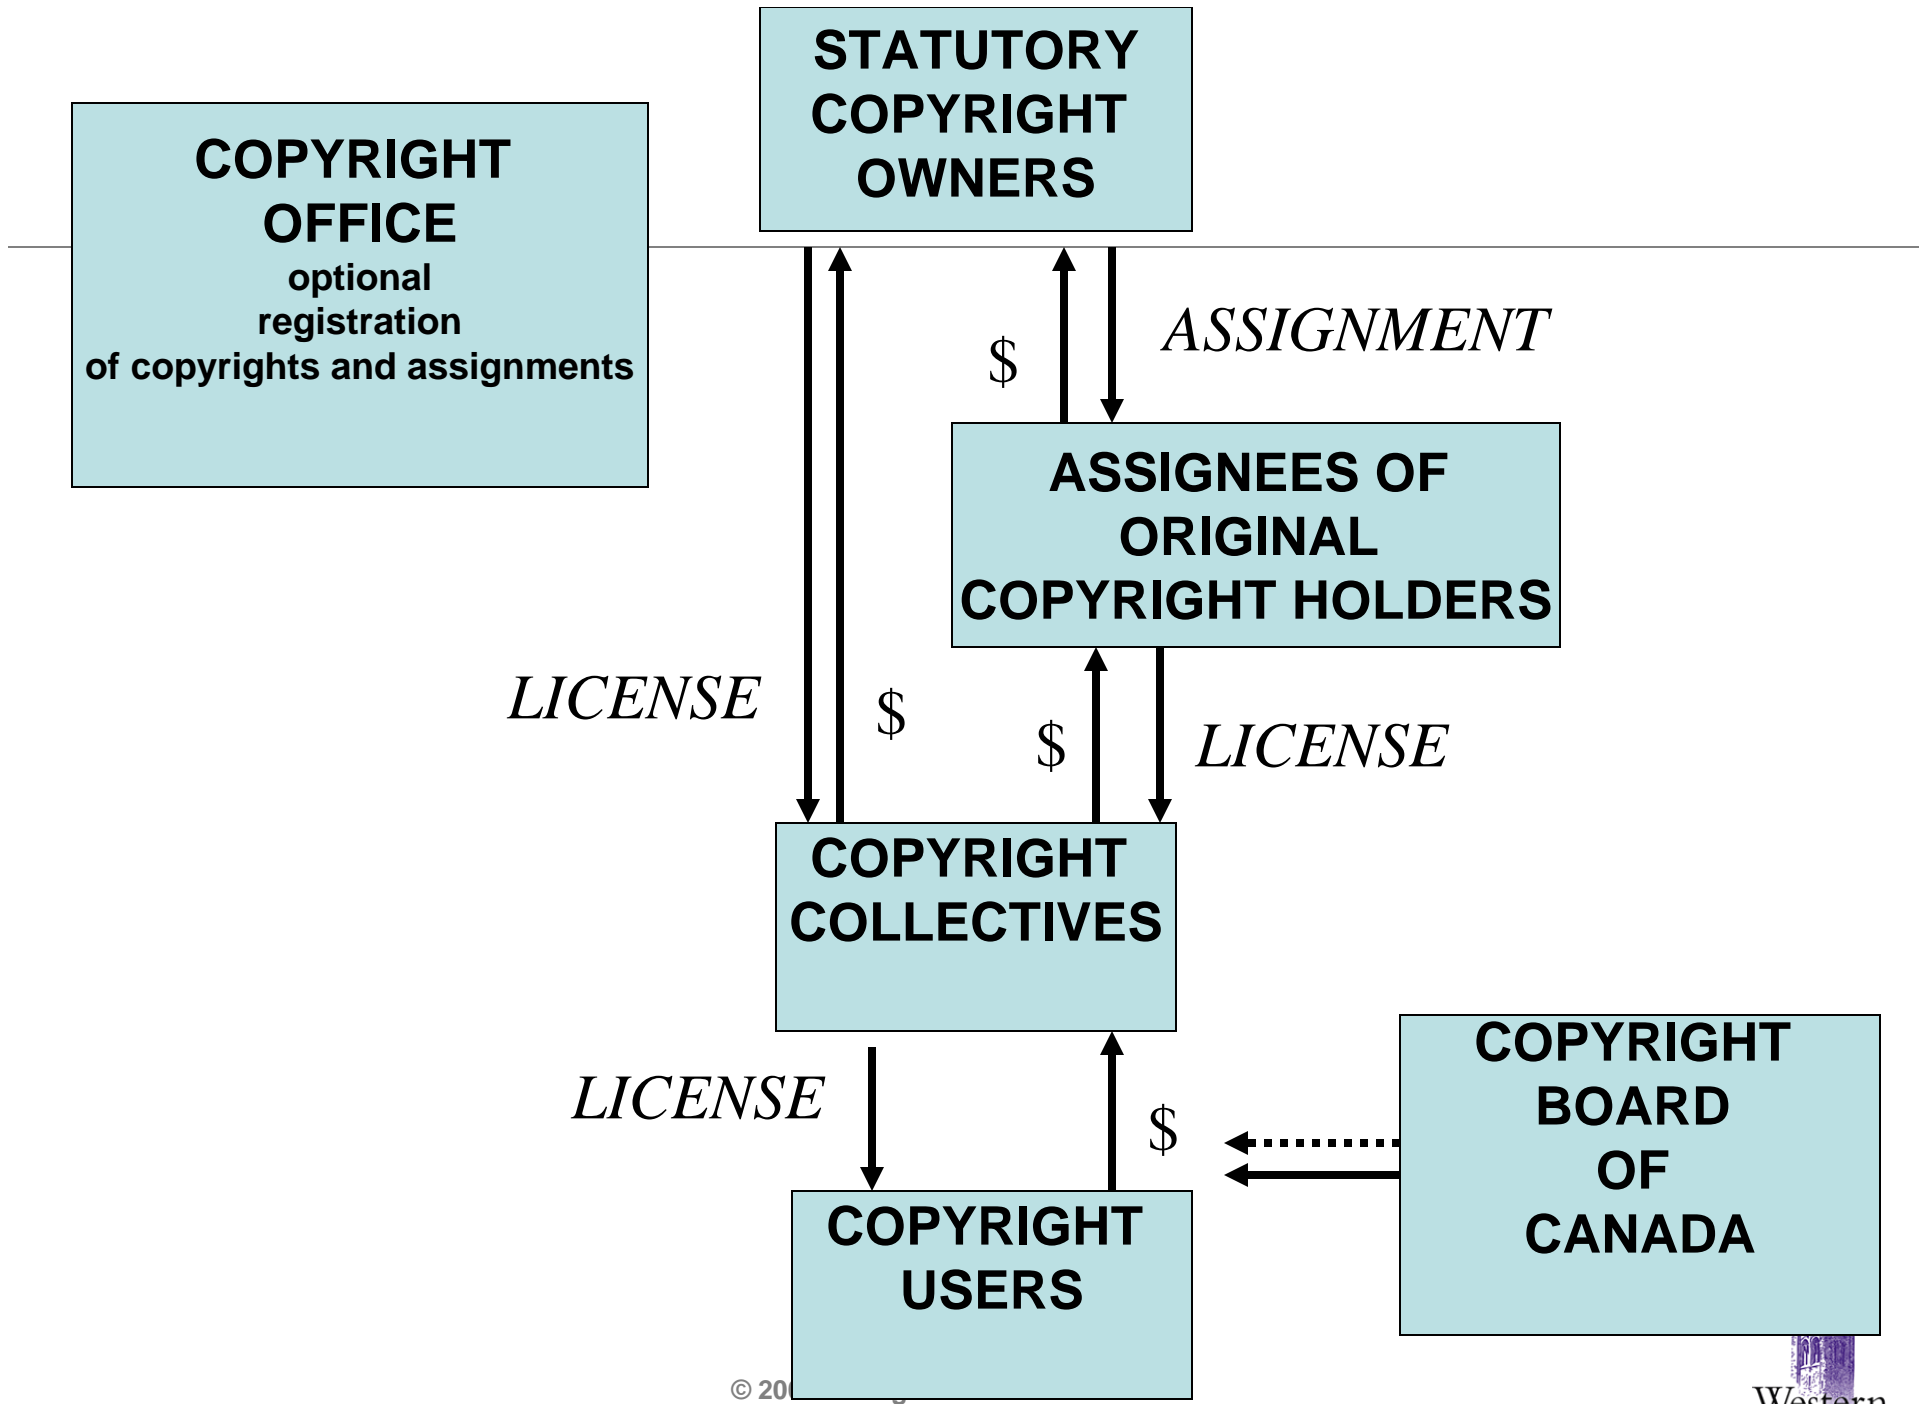 STATUTORY
COPYRIGHT
OWNERS
COPYRIGHT
OFFICE
optional
registration
of copyrights and assignments
ASSIGNMENT
$
ASSIGNEES OF
ORIGINAL
COPYRIGHT HOLDERS
LICENSE
$
$
LICENSE
COPYRIGHT
COLLECTIVES
LICENSE
$
COPYRIGHT
BOARD
OF
CANADA
COPYRIGHT
USERS
©
Western